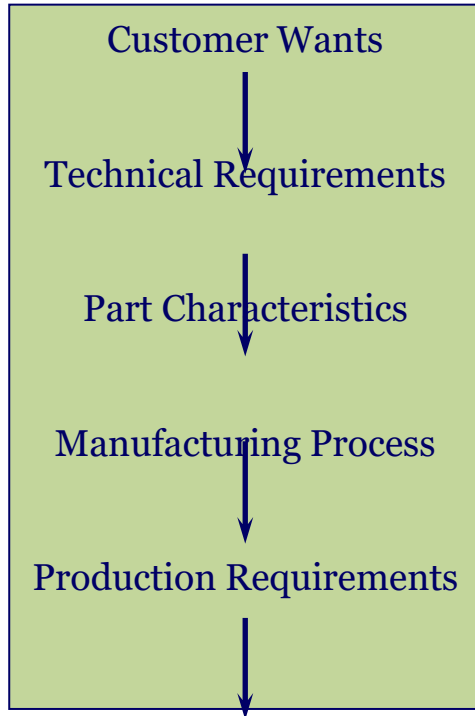 Customer Wants
Technical Requirements
Part Characteristics
Manufacturing Process
Production Requirements